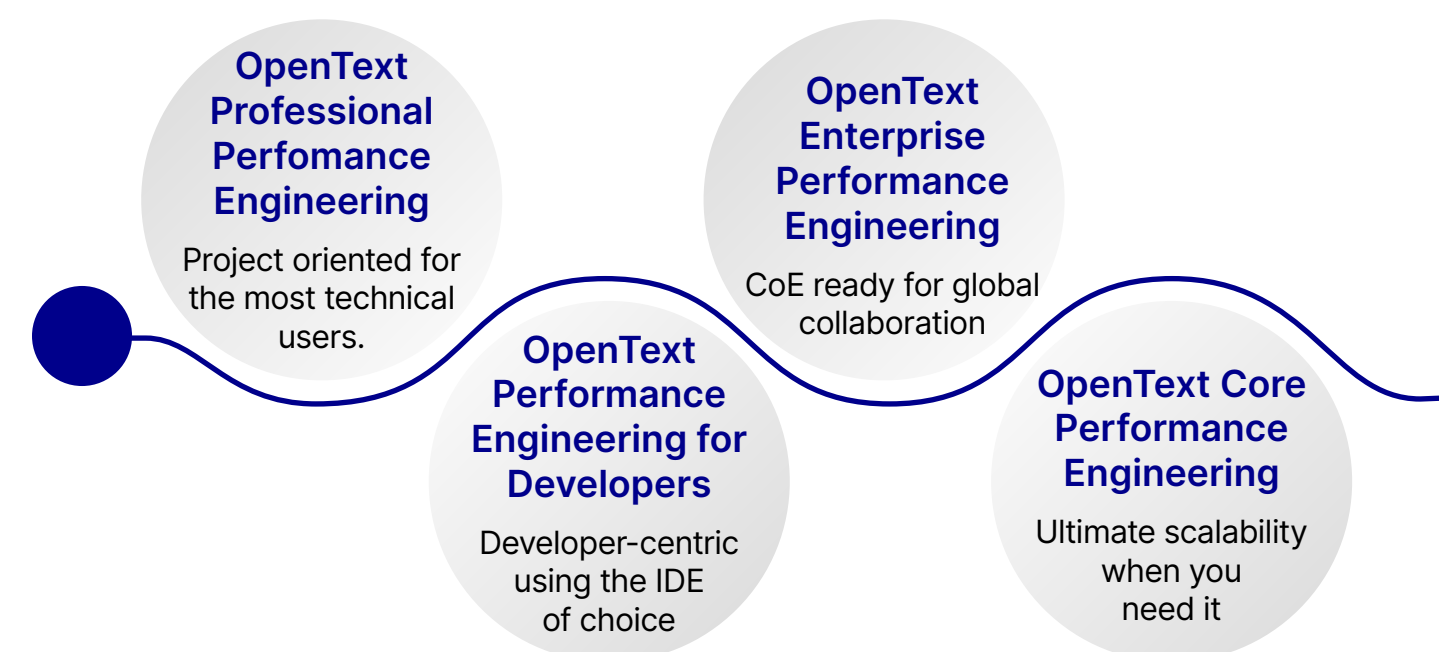 OpenText
Professional
Perfomance
Engineering
Project oriented for
the most technical
users.
OpenText
Performance
Engineering for
Developers
Developer-centric
using the IDE
of choice
OpenText
Enterprise
Performance
Engineering
CoE ready for global
collaboration
OpenText Core
Performance
Engineering
Ultimate scalability
when you
need it